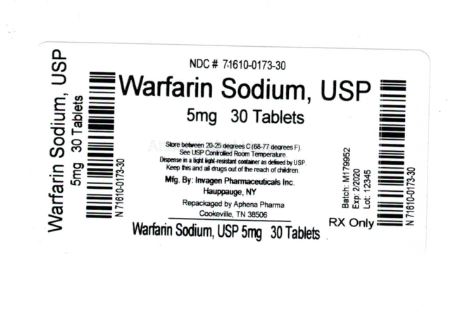 NDC # 71610-0173-30
Warfarin Sodium, USP
5mg 30 Tablets
Store between 20-25 degrees C (68-77 degrees F)
See USP Controlled Room Temperature.
Dispense in a tight light-resistant container as defined by USP
Keep this and all drugs out of the reach of children
Mfg. By: Invagen Pharmaceuticals Inc.
Hauppauge, NY
Repackaged by Aphena Pharma
Cookeville, TN 38506
Warfarin Sodium, USP 5mg 30 Tablets
Warfarin Sodium, USP
5mg 30 Tablets
N 71610-0173-30
Batch: M179952
Exp: 2/2020
Lot: 12345
RX Only
N 71610-0173-30